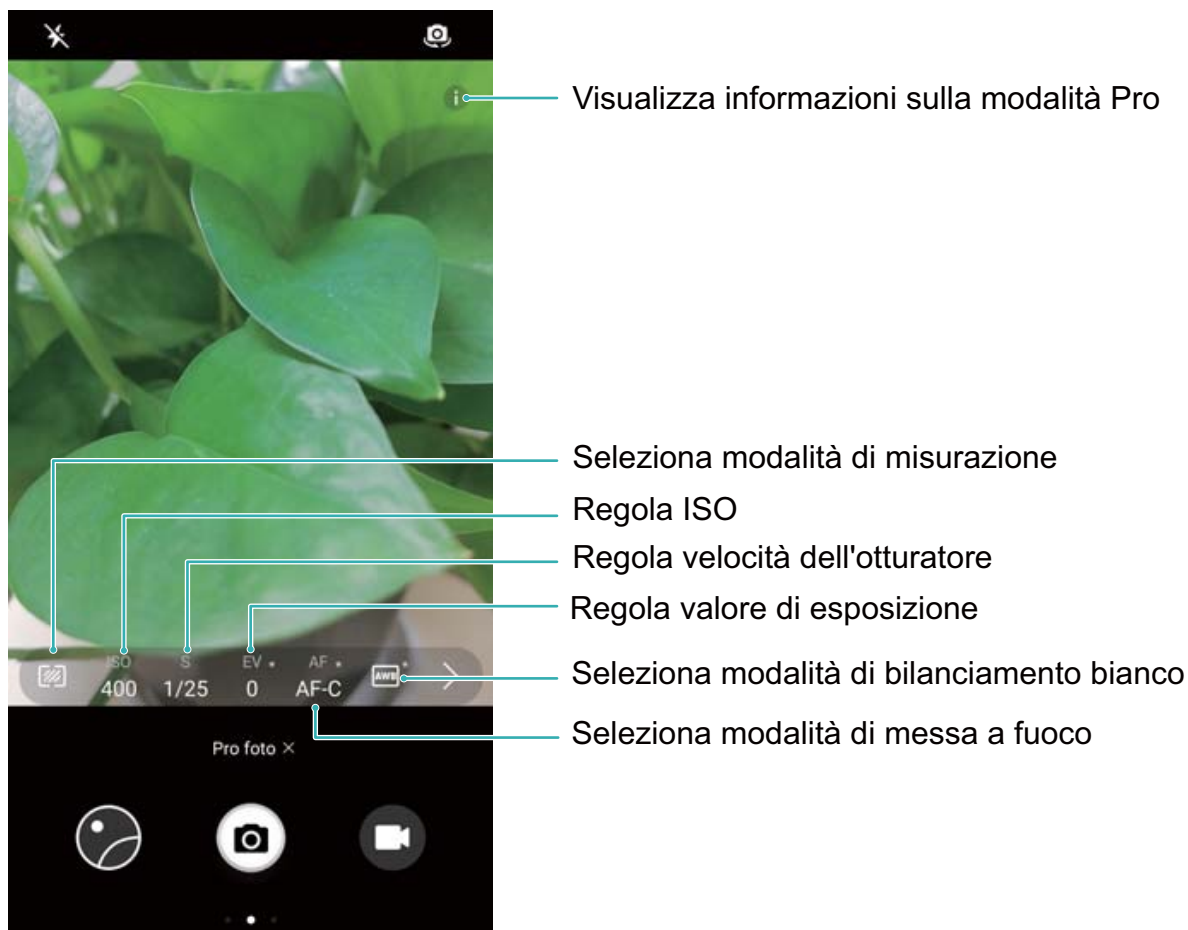 Visualizza informazioni sulla modalità Pro
Seleziona modalità di misurazione
Regola ISO
Regola velocità dell'otturatore
Regola valore di esposizione
ISO S EV AF
400 1/25 0 AF-C AWB
Seleziona modalità di bilanciamento bianco
Seleziona modalità di messa a fuoco
Pro foto ×